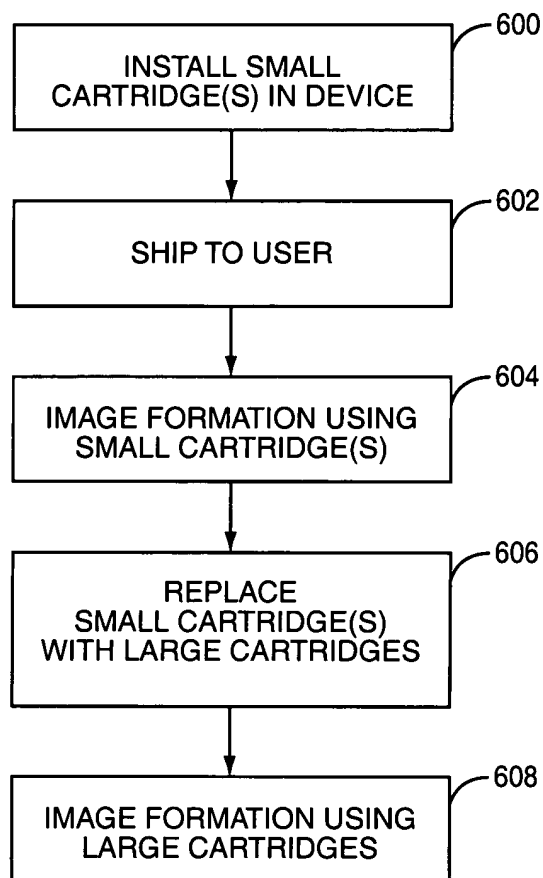 600
INSTALL SMALL
CARTRIDGE(S) IN DEVICE
602
SHIP TO USER
604
IMAGE FORMATION USING
SMALL CARTRIDGE(S)
606
REPLACE
SMALL CARTRIDGE(S)
WITH LARGE CARTRIDGES
608
IMAGE FORMATION USING
LARGE CARTRIDGES